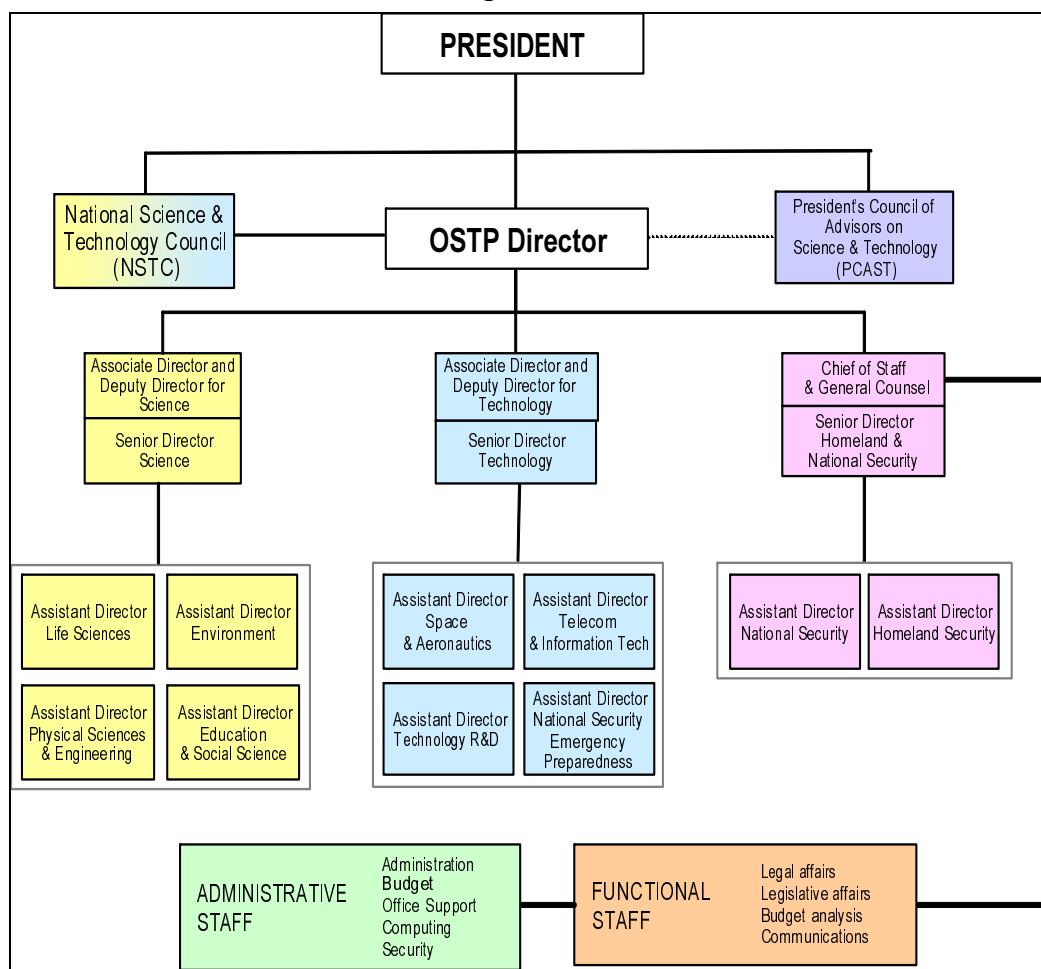 PRESIDENT
National Science &
Technology Council
(NSTC)
OSTP Director
President's Council of
Advisors on
Science & Technology
(PCAST)
Associate Director and
Deputy Director for
Science
Senior Director
Science
Associate Director and
Deputy Director for
Technology
Senior Director
Technology
Chief of Staff
& General Counsel
Senior Director
Homeland &
National Security
Assistant Director
Life Sciences
Assistant Director
Environment
Assistant Director
Physical Sciences
& Engineering
Assistant Director
Education
& Social Science
Assistant Director
Space
& Aeronautics
Assistant Director
Telecom
& Information Tech
Assistant Director
Technology R&D
Assistant Director
National Security
Emergency
Preparedness
Assistant Director
National Security
Assistant Director
Homeland Security
ADMINISTRATIVE
STAFF
Administration
Budget
Office Support
Computing
Security
FUNCTIONAL
STAFF
Legal affairs
Legislative affairs
Budget analysis
Communications